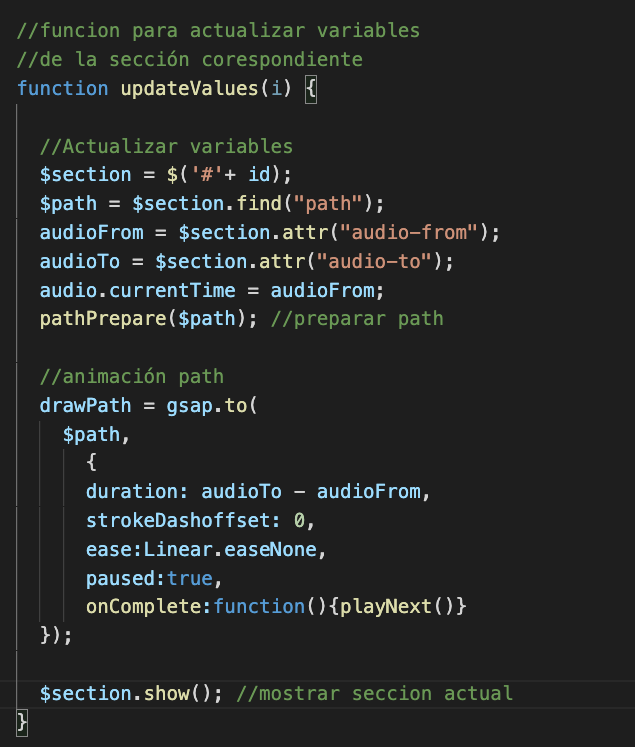 //funcion para actualizar variables
//de la sección corespondiente
function updateValues(i) {
//Actualizar variables
$section = $('#'+ id);
$path = $section.find("path");
audioFrom = $section.attr("audio-from");
audioTo = $section.attr("audio-to");
audio.currentTime = audioFrom;
pathPrepare($path); //preparar path
//animación path
drawPath = gsap.to(
$path,
{
duration: audioTo - audioFrom,
strokeDashoffset: 0,
ease:Linear.easeNone,
paused:true,
onComplete:function(){playNext()}
});
$section.show(); //mostrar seccion actual
}